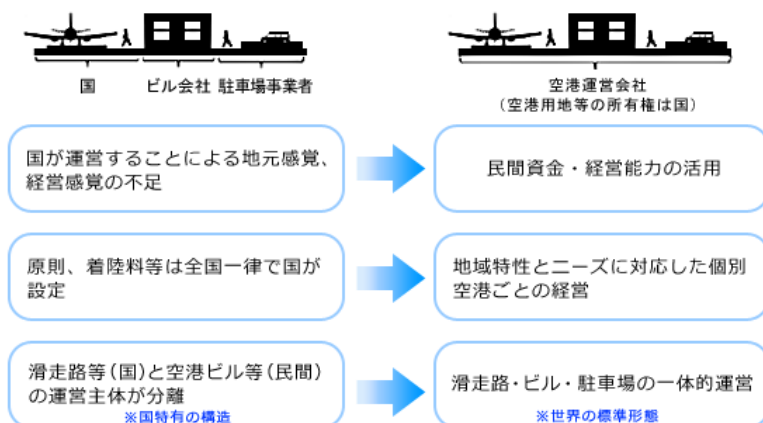 国 ビル会社 駐車場事業者
空港運営会社
(空港用地等の所有権は国)
国が運営することによる地元感覚、
経営感覚の不足
民間資金・経営能力の活用
原則、着陸料等は全国一律で国が
設定
地域特性とニーズに対応した個別
空港ごとの経営
滑走路等(国)と空港ビル等(民間)
の運営主体が分離
※国特有の構造
滑走路・ビル・駐車場の一体的運営
※世界の標準形態